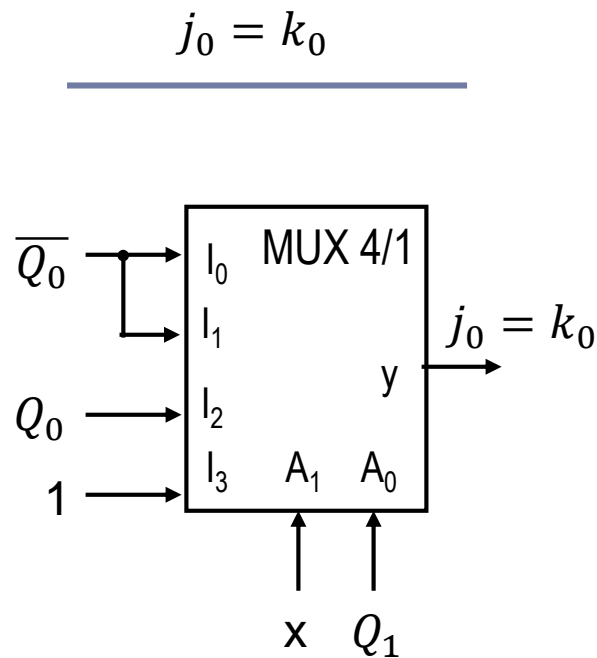 j₀ = k₀
Q̅₀ I₀ MUX 4/1
I₁ j₀ = k₀
y
Q₀ I₂
1 I₃ A₁ A₀
x Q₁